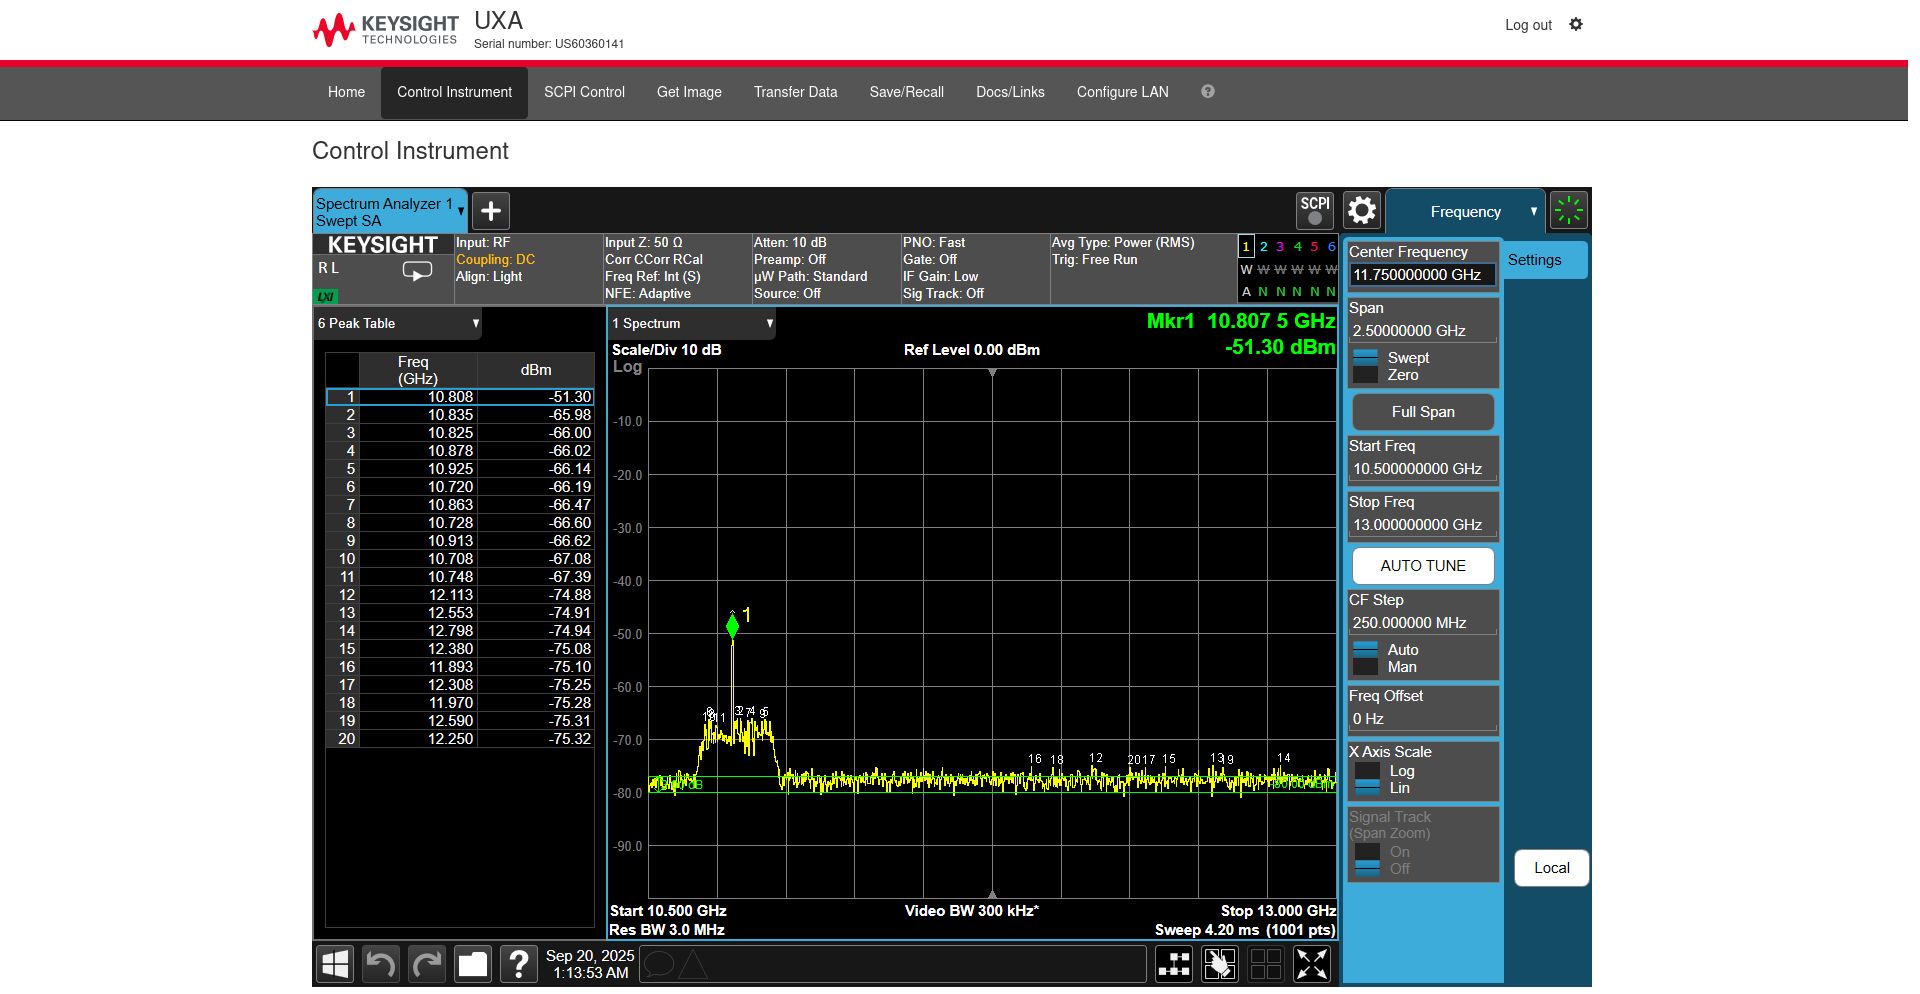 KEYSIGHT
TECHNOLOGIES
UXA
Serial number: US60360141
Log out
Home
Control Instrument
SCPI Control
Get Image
Transfer Data
Save/Recall
Docs/Links
Configure LAN
?
Control Instrument
Spectrum Analyzer 1
Swept SA
SCPI
Frequency
KEYSIGHT
R L
LXI
Input: RF
Coupling: DC
Align: Light
Input Z: 50 Ω
Corr CCorr RCal
Freq Ref: Int (S)
NFE: Adaptive
Atten: 10 dB
Preamp: Off
µW Path: Standard
Source: Off
PNO: Fast
Gate: Off
IF Gain: Low
Sig Track: Off
Avg Type: Power (RMS)
Trig: Free Run
1 2 3 4 5 6
W W W W W W
A N N N N N
6 Peak Table
Freq
(GHz)
dBm
1 10.808 -51.30
2 10.835 -65.98
3 10.825 -66.00
4 10.878 -66.02
5 10.925 -66.14
6 10.720 -66.19
7 10.863 -66.47
8 10.728 -66.60
9 10.913 -66.62
10 10.708 -67.08
11 10.748 -67.39
12 12.113 -74.88
13 12.553 -74.91
14 12.798 -74.94
15 12.380 -75.08
16 11.893 -75.10
17 12.308 -75.25
18 11.970 -75.28
19 12.590 -75.31
20 12.250 -75.32
1 Spectrum
Mkr1 10.807 5 GHz
-51.30 dBm
Scale/Div 10 dB
Ref Level 0.00 dBm
Log
-10.0
-20.0
-30.0
-40.0
-50.0
-60.0
-70.0
-80.0
-90.0
1
16 18 12 20 17 15 13 19 14
Start 10.500 GHz
Video BW 300 kHz*
Stop 13.000 GHz
Res BW 3.0 MHz
Sweep 4.20 ms (1001 pts)
Center Frequency
11.750000000 GHz
Settings
Span
2.50000000 GHz
Swept
Zero
Full Span
Start Freq
10.500000000 GHz
Stop Freq
13.000000000 GHz
AUTO TUNE
CF Step
250.000000 MHz
Auto
Man
Freq Offset
0 Hz
X Axis Scale
Log
Lin
Signal Track
(Span Zoom)
On
Off
Local
?
Sep 20, 2025
1:13:53 AM